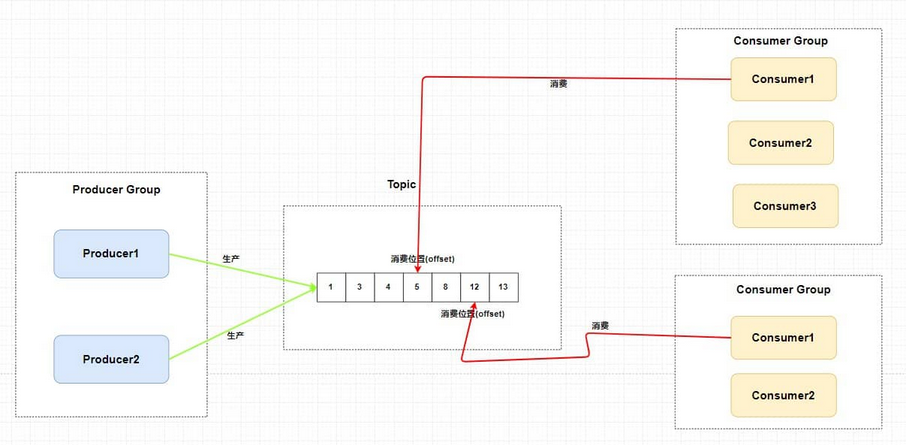 Consumer Group
Consumer1
消费
Consumer2
Topic
Producer Group
Consumer3
Producer1
生产
消费位置(offset)
1 3 4 5 8 12 13
Consumer Group
消费位置(offset)
消费
Consumer1
生产
Producer2
Consumer2